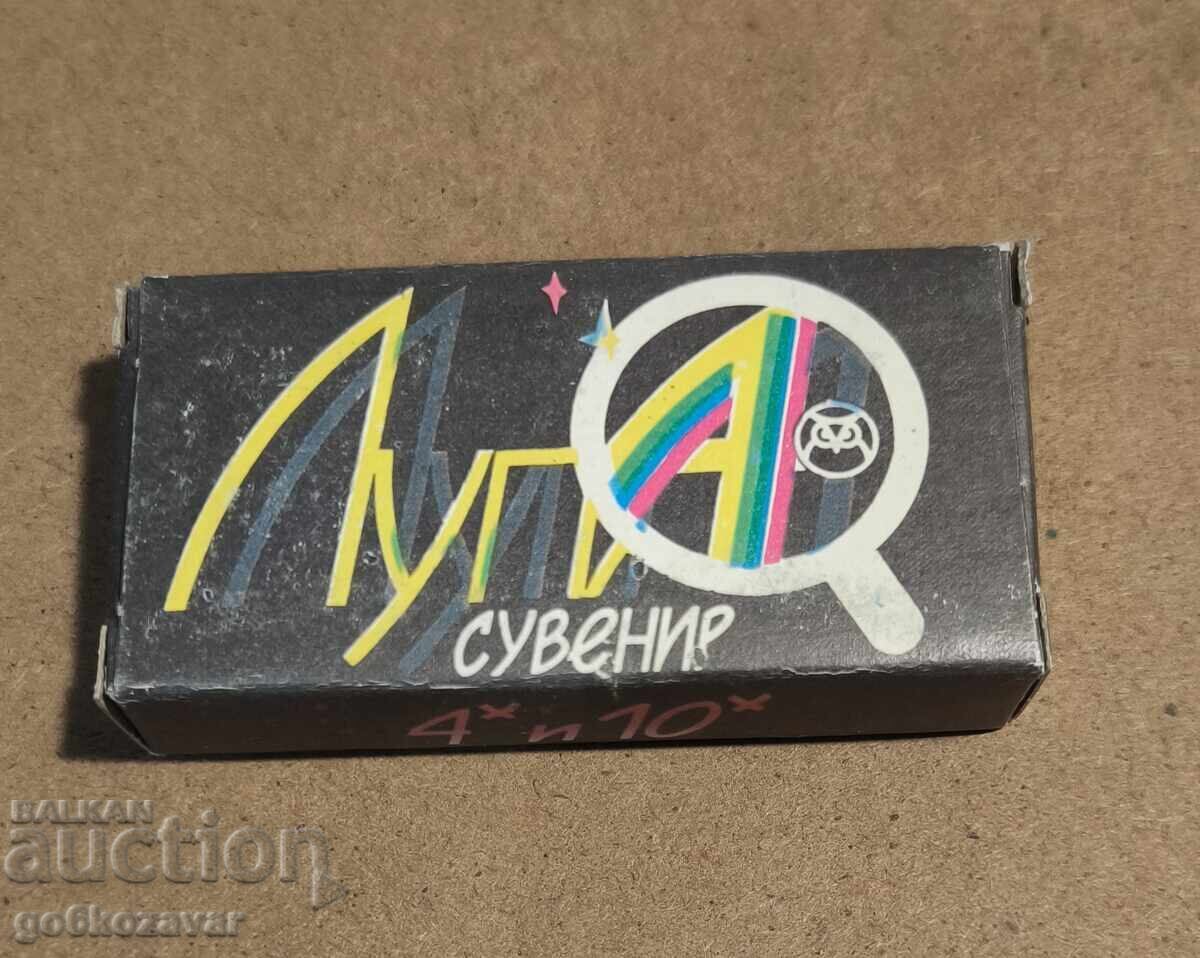 ЛупА
сувенир
4x и 10x
BALKAN
auction
go6kozavar